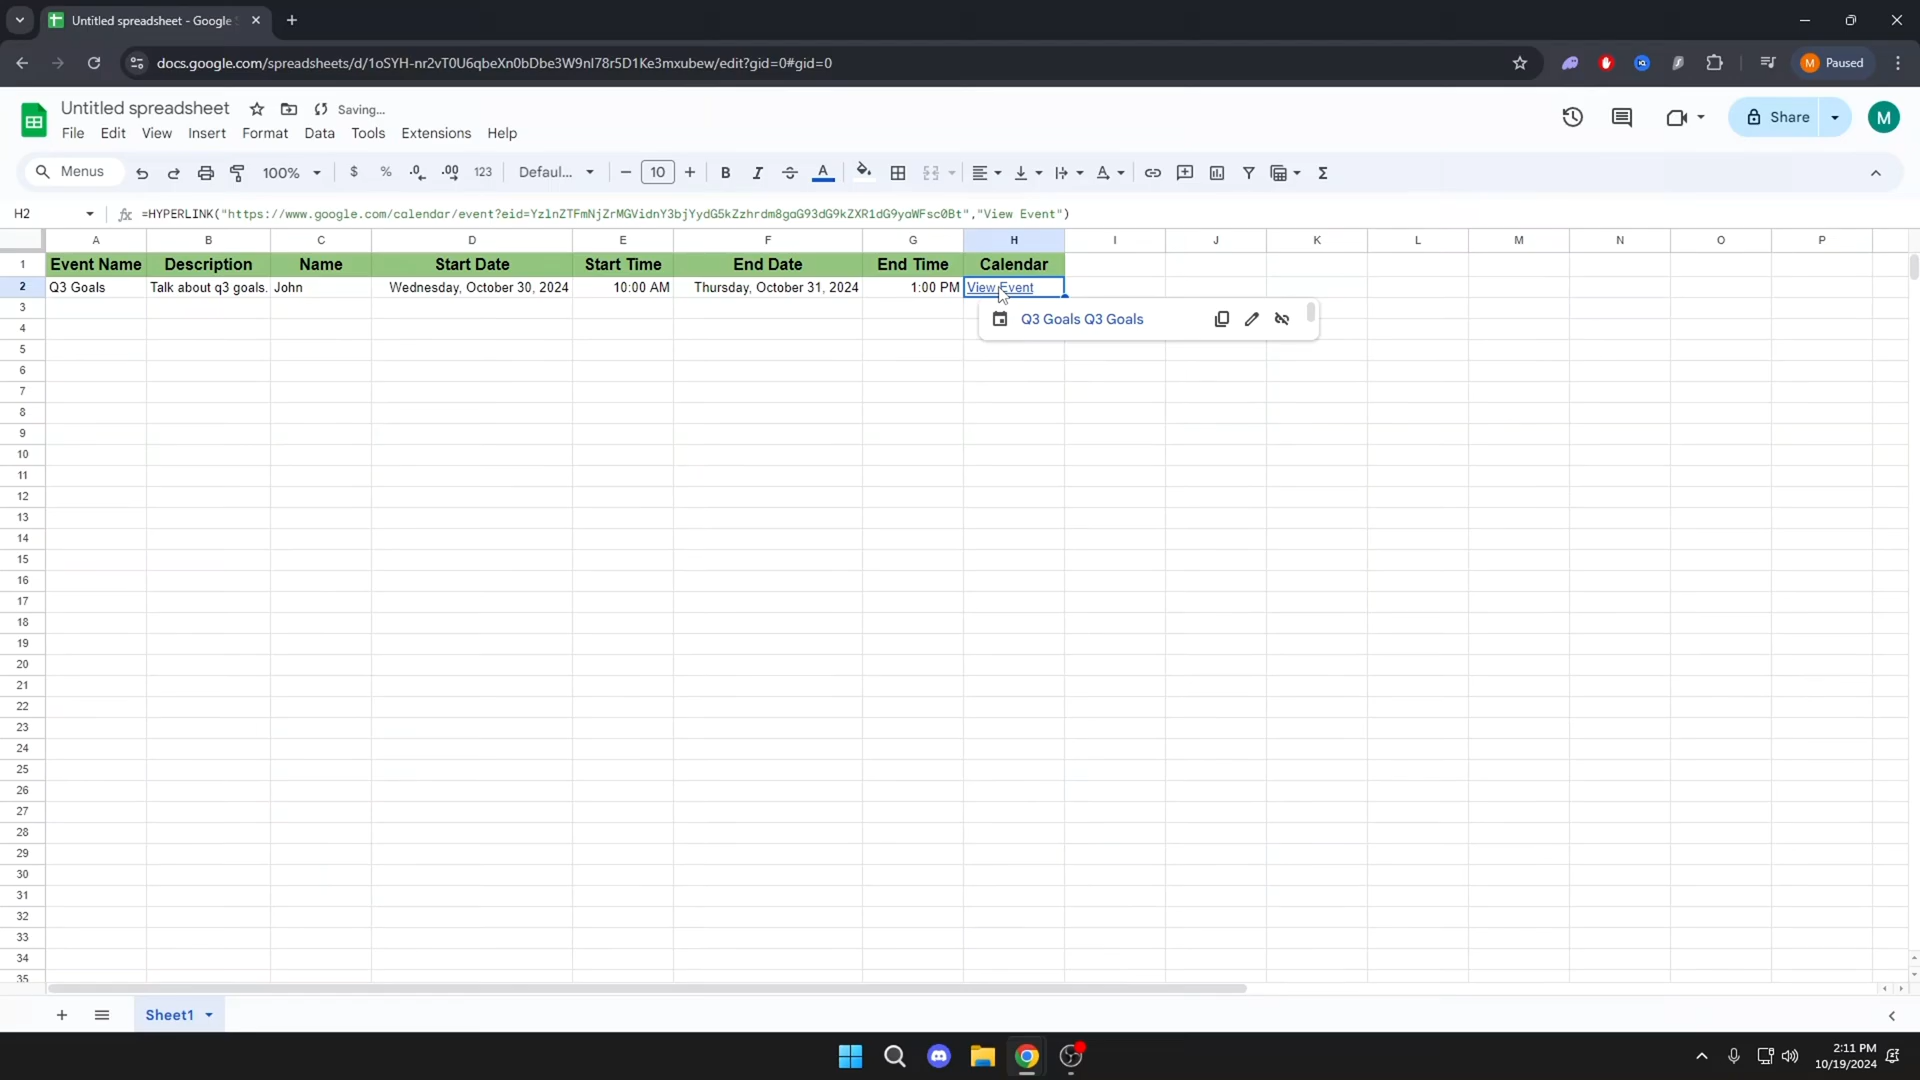 Untitled spreadsheet - Google S
docs.google.com/spreadsheets/d/1oSYH-nr2vT0U6qbeXn0bDbe3W9nl78r5D1Ke3mxubew/edit?gid=0#gid=0
M Paused
Untitled spreadsheet Saving...
File Edit View Insert Format Data Tools Extensions Help
Share
M
Menus 100% $ % .0 .00 123 Defaul... 10 B I A Σ
H2 fx =HYPERLINK("https://www.google.com/calendar/event?eid=YzlnZTFmNjZrMGVidnY3bjYydG5kZzhrdm8gaG93dG9kZXR1dG9yaWFsc0Bt","View Event")
A B C D E F G H I J K L M N O P
1 Event Name Description Name Start Date Start Time End Date End Time Calendar
2 Q3 Goals Talk about q3 goals. John Wednesday, October 30, 2024 10:00 AM Thursday, October 31, 2024 1:00 PM View Event
Q3 Goals Q3 Goals
3
4
5
6
7
8
9
10
11
12
13
14
15
16
17
18
19
20
21
22
23
24
25
26
27
28
29
30
31
32
33
34
35
Sheet1
2:11 PM
10/19/2024